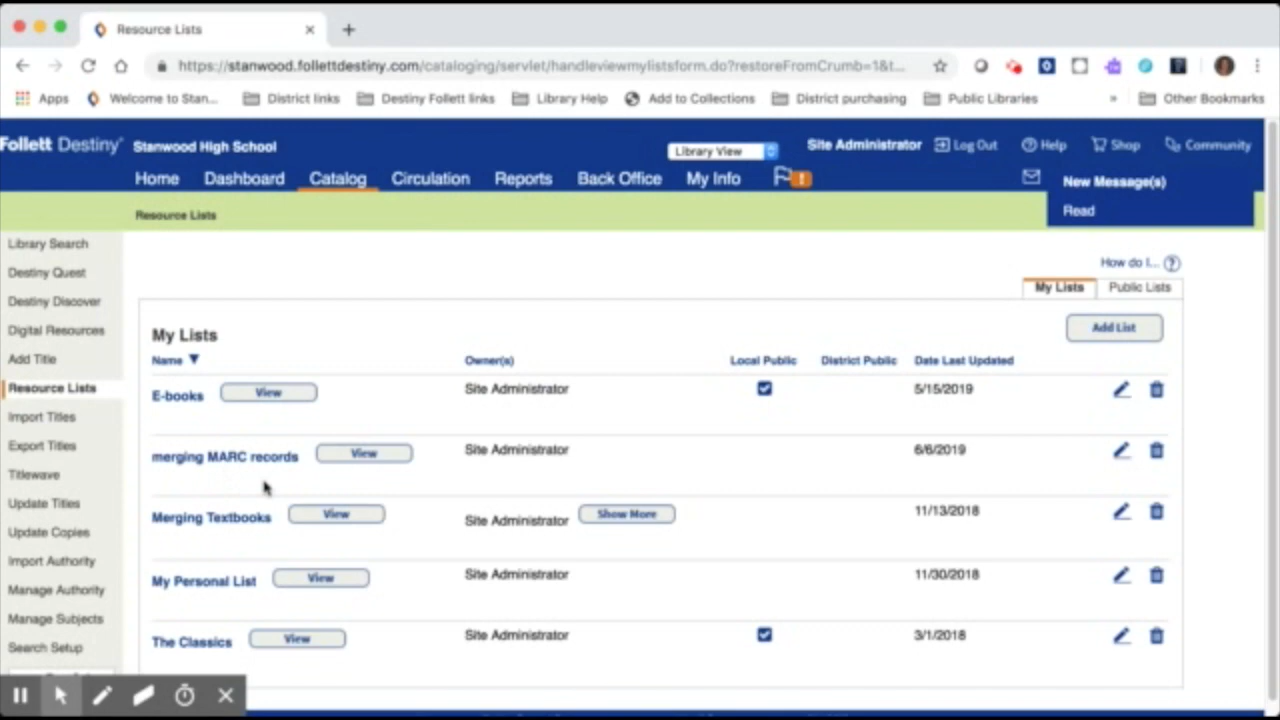 Resource Lists
https://stanwood.follettdestiny.com/cataloging/servlet/handleviewmylistsform.do?restoreFromCrumb=1&t...
Apps Welcome to Stan... District links Destiny Follett links Library Help Add to Collections District purchasing Public Libraries » Other Bookmarks
Follett Destiny Stanwood High School Library View Site Administrator Log Out Help Shop Community
Home Dashboard Catalog Circulation Reports Back Office My Info New Message(s)
Read
Resource Lists
Library Search
Destiny Quest
Destiny Discover
Digital Resources
Add Title
Resource Lists
Import Titles
Export Titles
Titlewave
Update Titles
Update Copies
Import Authority
Manage Authority
Manage Subjects
Search Setup
How do I... ?
My Lists Public Lists
My Lists Add List
Name Owner(s) Local Public District Public Date Last Updated
E-books View Site Administrator 5/15/2019
merging MARC records View Site Administrator 6/6/2019
Merging Textbooks View Site Administrator Show More 11/13/2018
My Personal List View Site Administrator 11/30/2018
The Classics View Site Administrator 3/1/2018